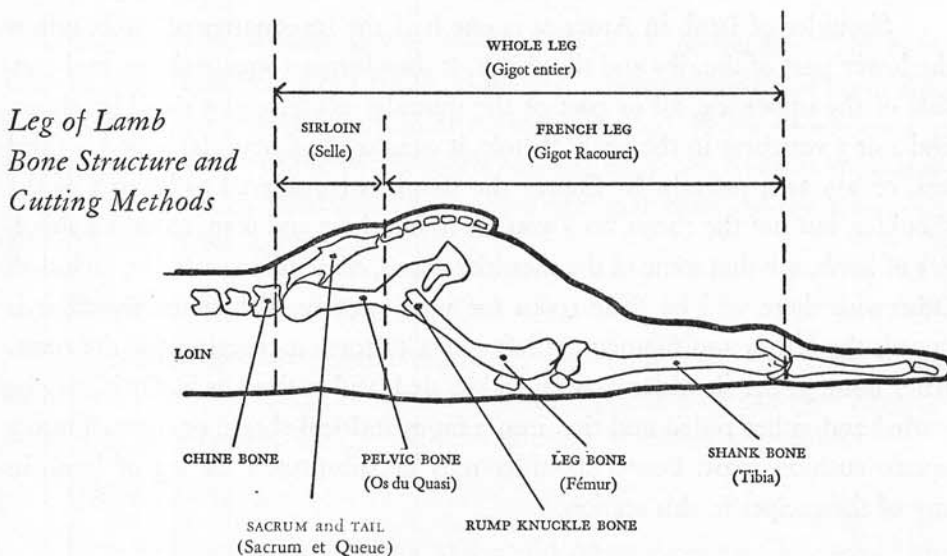 WHOLE LEG
(Gigot entier)
Leg of Lamb
Bone Structure and
Cutting Methods
SIRLOIN
(Selle)
FRENCH LEG
(Gigot Racourci)
LOIN
CHINE BONE
PELVIC BONE
(Os du Quasi)
LEG BONE
(Fémur)
SHANK BONE
(Tibia)
SACRUM and TAIL
(Sacrum et Queue)
RUMP KNUCKLE BONE